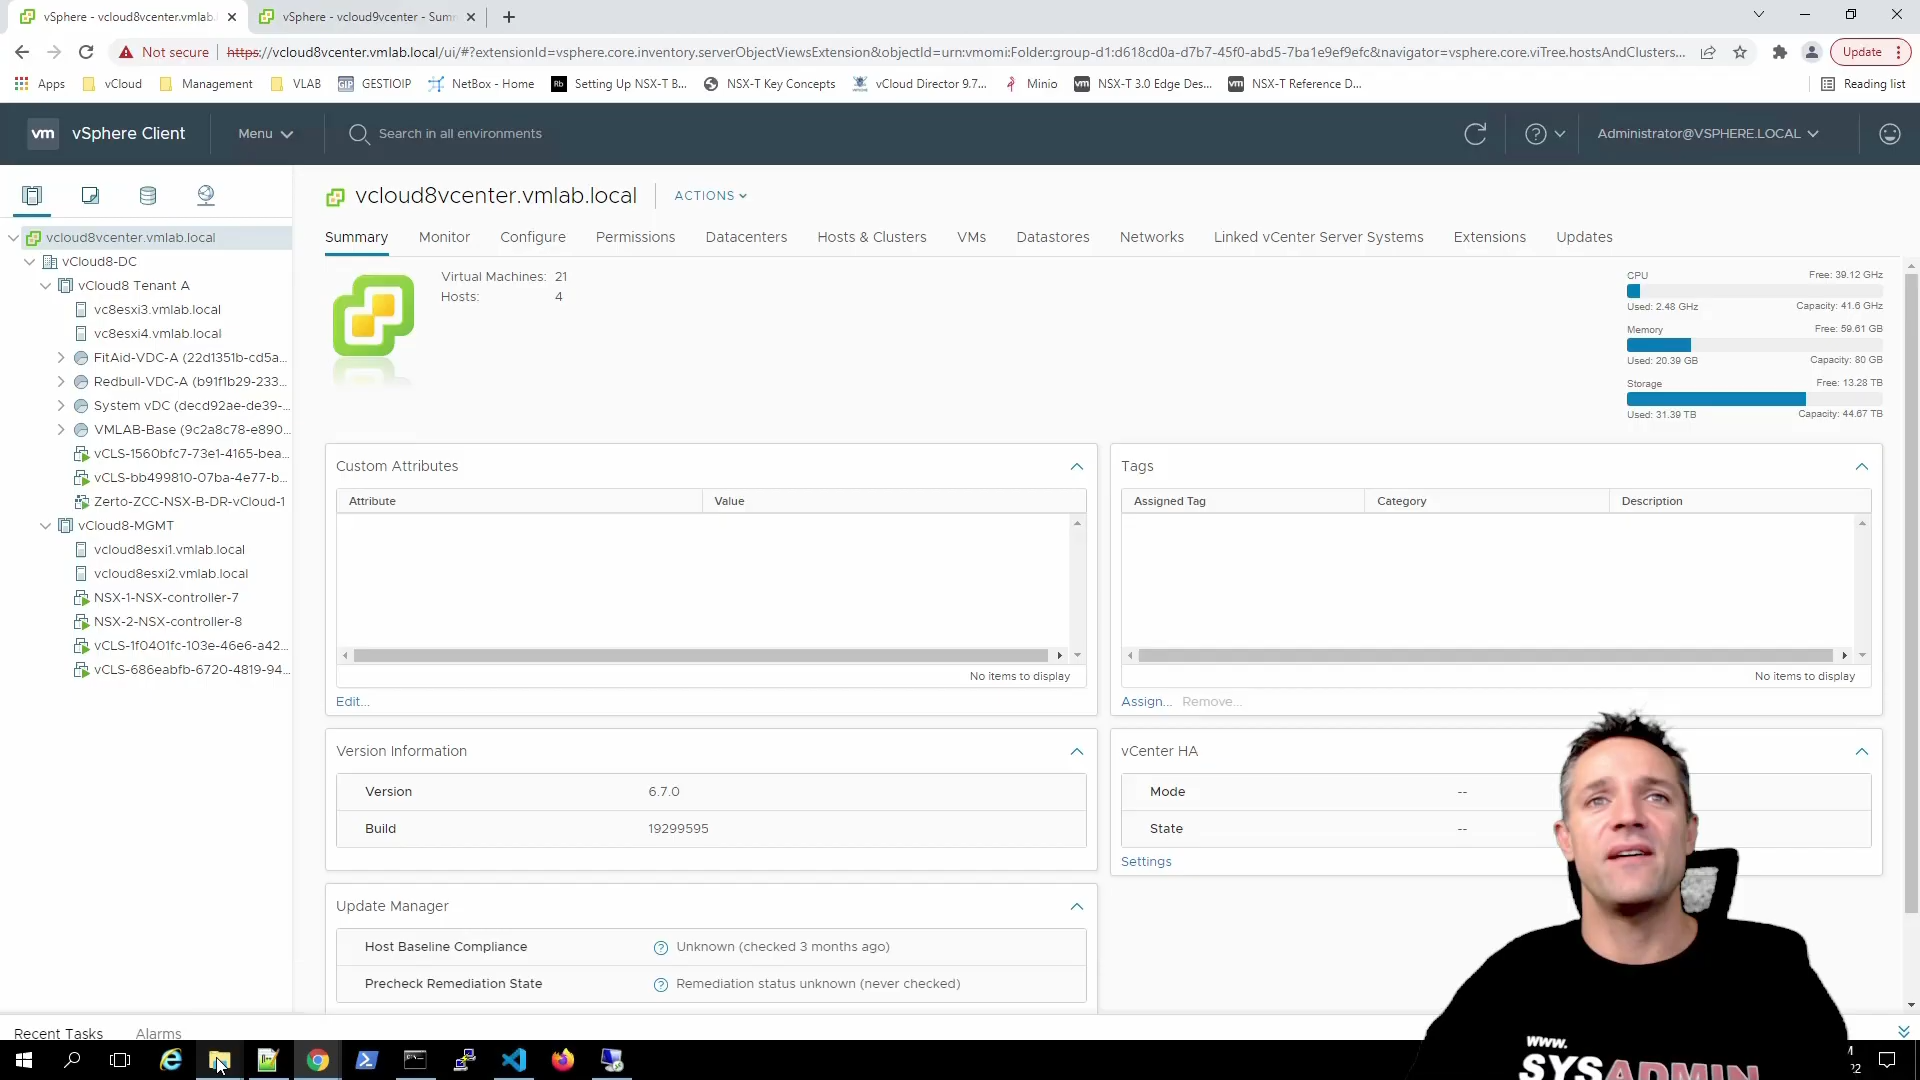 vSphere - vcloud8vcenter.vmlab.
vSphere - vcloud9vcenter - Summ
Not secure
https://vcloud8vcenter.vmlab.local/ui/#?extensionId=vsphere.core.inventory.serverObjectViewsExtension&objectId=urn:vmomi:Folder:group-d1:d618cd0a-d7b7-45f0-abd5-7ba1e9ef9efc&navigator=vsphere.core.viTree.hostsAndClusters...
Update
Apps
vCloud
Management
VLAB
GESTIOIP
NetBox - Home
Setting Up NSX-T B...
NSX-T Key Concepts
vCloud Director 9.7...
Minio
NSX-T 3.0 Edge Des...
NSX-T Reference D...
Reading list
vm vSphere Client
Menu
Search in all environments
Administrator@VSPHERE.LOCAL
vcloud8vcenter.vmlab.local
ACTIONS
Summary
Monitor
Configure
Permissions
Datacenters
Hosts & Clusters
VMs
Datastores
Networks
Linked vCenter Server Systems
Extensions
Updates
vcloud8vcenter.vmlab.local
vCloud8-DC
vCloud8 Tenant A
vc8esxi3.vmlab.local
vc8esxi4.vmlab.local
FitAid-VDC-A (22d1351b-cd5a...
Redbull-VDC-A (b91f1b29-233...
System vDC (decd92ae-de39-...
VMLAB-Base (9c2a8c78-e890...
vCLS-1560bfc7-73e1-4165-bea...
vCLS-bb499810-07ba-4e77-b...
Zerto-ZCC-NSX-B-DR-vCloud-1
vCloud8-MGMT
vcloud8esxi1.vmlab.local
vcloud8esxi2.vmlab.local
NSX-1-NSX-controller-7
NSX-2-NSX-controller-8
vCLS-1f0401fc-103e-46e6-a42...
vCLS-686eabfb-6720-4819-94...
Virtual Machines: 21
Hosts: 4
CPU Free: 39.12 GHz
Used: 2.48 GHz Capacity: 41.6 GHz
Memory Free: 59.61 GB
Used: 20.39 GB Capacity: 80 GB
Storage Free: 13.28 TB
Used: 31.39 TB Capacity: 44.67 TB
Custom Attributes
Attribute Value
No items to display
Edit...
Tags
Assigned Tag Category Description
No items to display
Assign... Remove...
Version Information
Version 6.7.0
Build 19299595
vCenter HA
Mode --
State --
Settings
Update Manager
Host Baseline Compliance Unknown (checked 3 months ago)
Precheck Remediation State Remediation status unknown (never checked)
Recent Tasks Alarms
www.
SYSADMIN